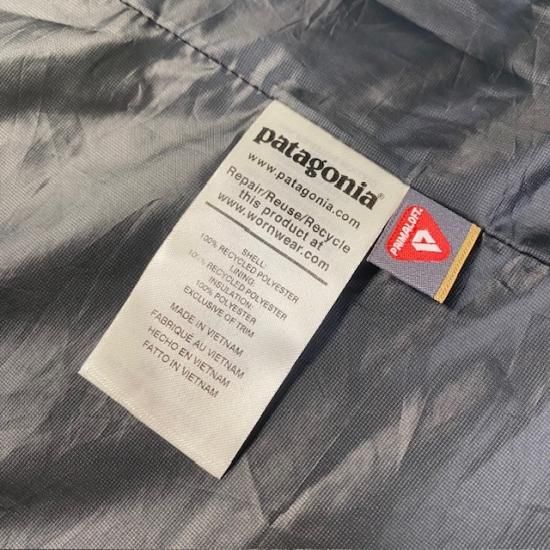 patagonia®
www.patagonia.com
Repair/Reuse/Recycle
this product at
www.wornwear.com
SHELL:
100% RECYCLED POLYESTER
LINING:
100% RECYCLED POLYESTER
INSULATION:
100% POLYESTER
EXCLUSIVE OF TRIM
MADE IN VIETNAM
FABRIQUÉ AU VIETNAM
HECHO EN VIETNAM
FATTO IN VIETNAM
PRIMALOFT